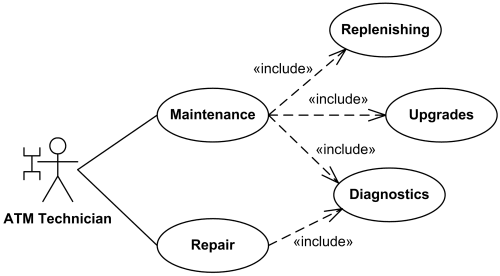 Replenishing
«include»
Maintenance
«include»
Upgrades
«include»
Diagnostics
ATM Technician
Repair
«include»